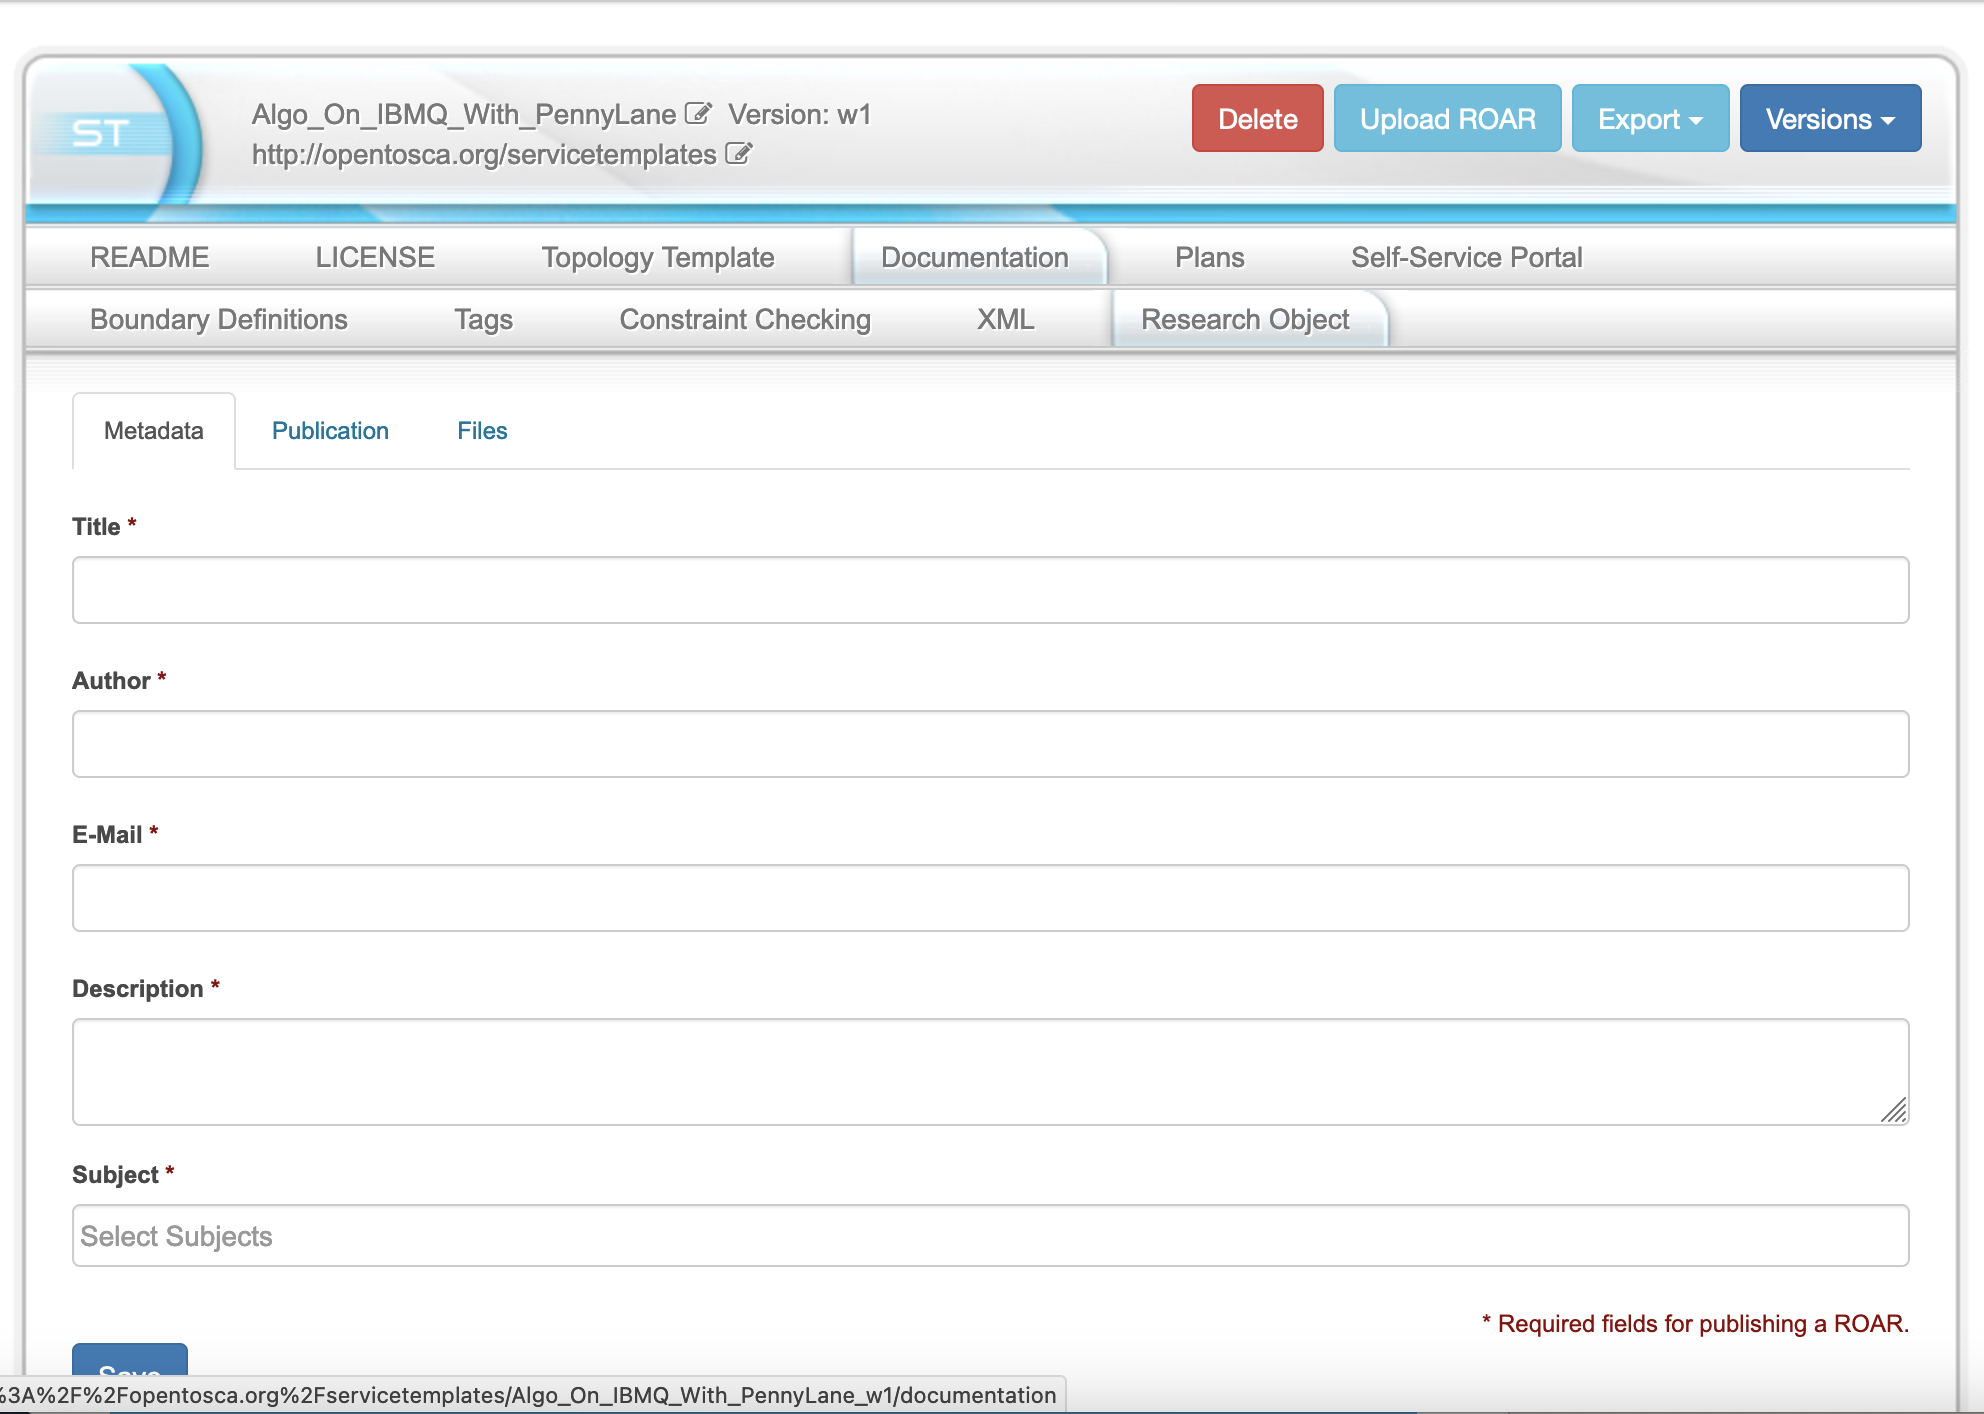 ST
Algo_On_IBMQ_With_PennyLane Version: w1
http://opentosca.org/servicetemplates
Delete
Upload ROAR
Export
Versions
README LICENSE Topology Template Documentation Plans Self-Service Portal
Boundary Definitions Tags Constraint Checking XML Research Object
Metadata Publication Files
Title *
Author *
E-Mail *
Description *
Subject *
Select Subjects
* Required fields for publishing a ROAR.
Save
%3A%2F%2Fopentosca.org%2Fservicetemplates/Algo_On_IBMQ_With_PennyLane_w1/documentation